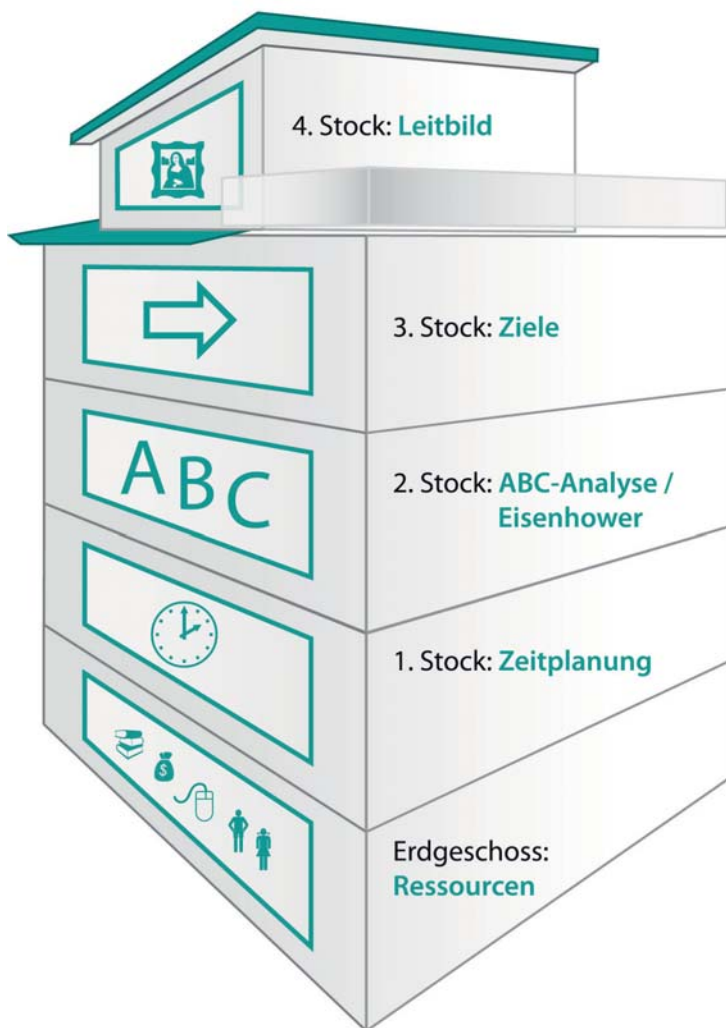 4. Stock: Leitbild
3. Stock: Ziele
ABC
2. Stock: ABC-Analyse /
Eisenhower
1. Stock: Zeitplanung
$
Erdgeschoss:
Ressourcen